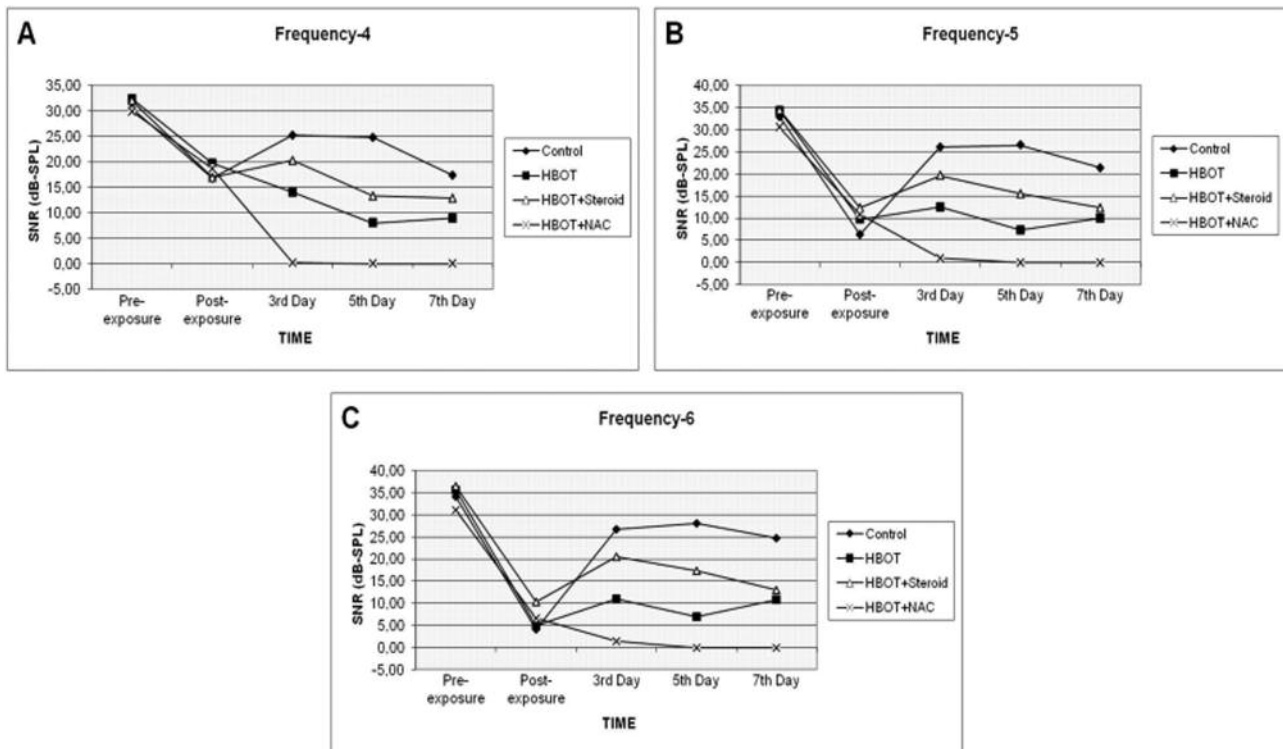 A
Frequency-4
SNR (dB-SPL)
35,00
30,00
25,00
20,00
15,00
10,00
5,00
0,00
-5,00
Pre-
exposure
Post-
exposure
3rd Day
5th Day
7th Day
TIME
Control
HBOT
HBOT+Steroid
HBOT+NAC
B
Frequency-5
SNR (dB-SPL)
40,00
35,00
30,00
25,00
20,00
15,00
10,00
5,00
0,00
-5,00
Pre-
exposure
Post-
exposure
3rd Day
5th Day
7th Day
TIME
Control
HBOT
HBOT+Steroid
HBOT+NAC
C
Frequency-6
SNR (dB-SPL)
40,00
35,00
30,00
25,00
20,00
15,00
10,00
5,00
0,00
-5,00
Pre-
exposure
Post-
exposure
3rd Day
5th Day
7th Day
TIME
Control
HBOT
HBOT+Steroid
HBOT+NAC